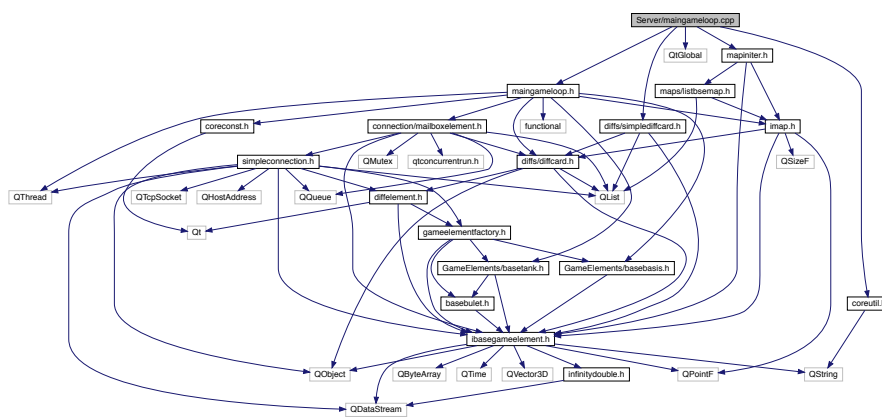 Server/maingameloop.cpp
QtGlobal
mapiniter.h
maingameloop.h
maps/listbsemap.h
coreconst.h
connection/mailboxelement.h
functional
diffs/simplediffcard.h
imap.h
simpleconnection.h
QMutex
qtconcurrentrun.h
diffs/diffcard.h
QSizeF
QThread
QTcpSocket
QHostAddress
QQueue
diffelement.h
QList
Qt
gameelementfactory.h
GameElements/basetank.h
GameElements/basebasis.h
basebulet.h
coreutil.
ibasegameelement.h
QObject
QByteArray
QTime
QVector3D
infinitydouble.h
QPointF
QString
QDataStream